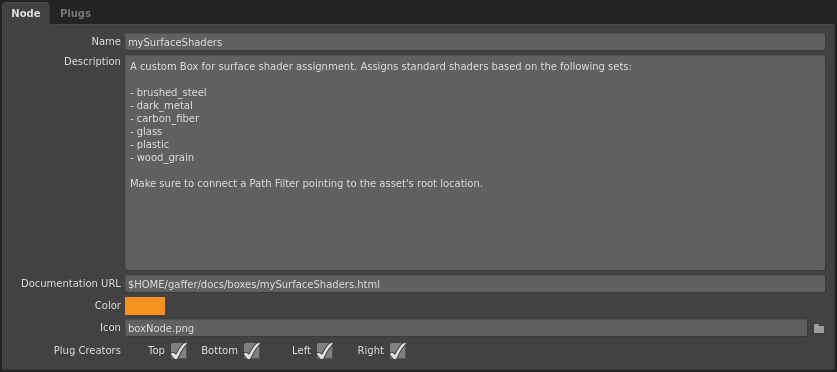 Node Plugs
Name mySurfaceShaders
Description A custom Box for surface shader assignment. Assigns standard shaders based on the following sets:
- brushed_steel
- dark_metal
- carbon_fiber
- glass
- plastic
- wood_grain
Make sure to connect a Path Filter pointing to the asset's root location.
Documentation URL $HOME/gaffer/docs/boxes/mySurfaceShaders.html
Color
Icon boxNode.png
Plug Creators Top Bottom Left Right